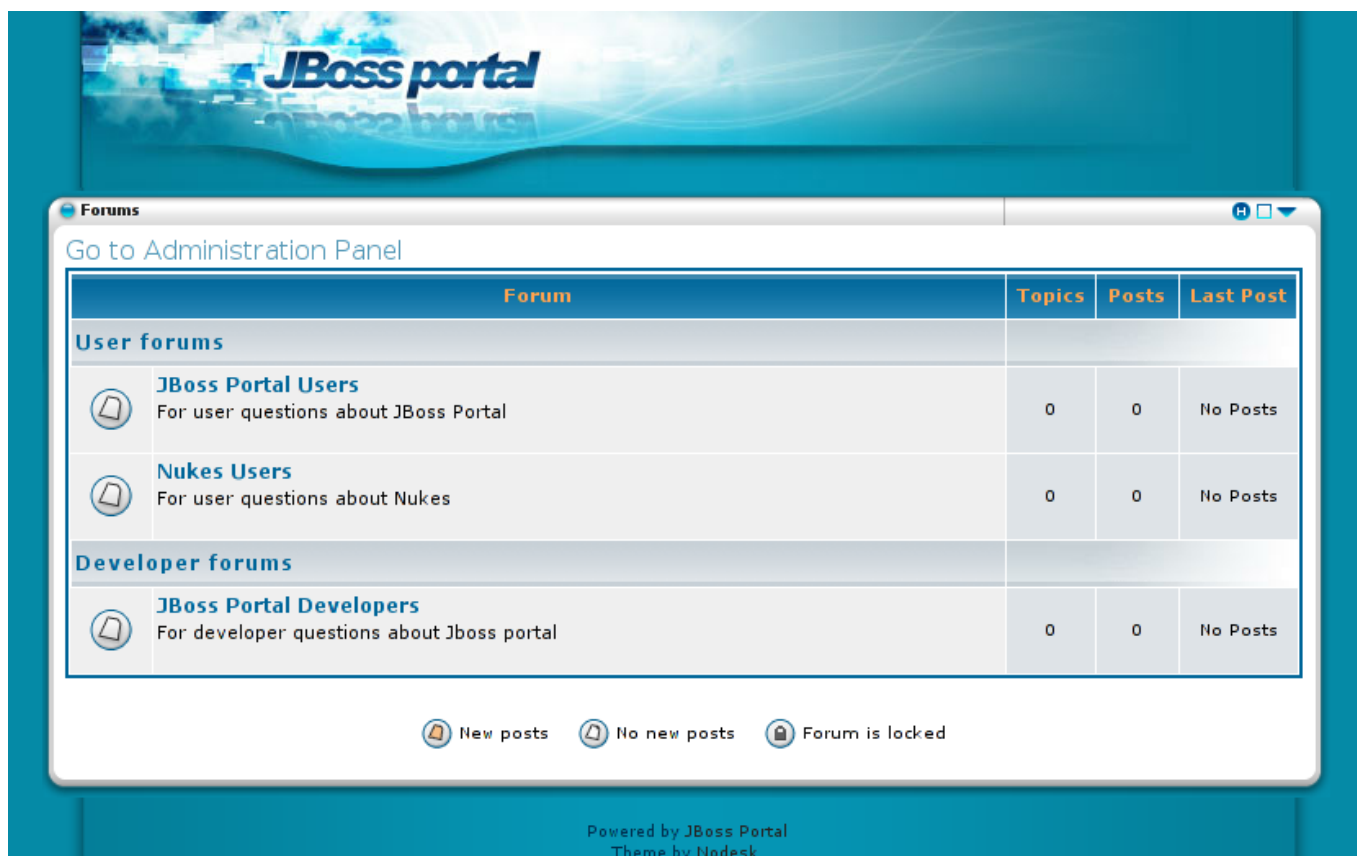 JBoss portal
Forums
H
Go to Administration Panel
Forum Topics Posts Last Post
User forums
JBoss Portal Users
For user questions about JBoss Portal
0 0 No Posts
Nukes Users
For user questions about Nukes
0 0 No Posts
Developer forums
JBoss Portal Developers
For developer questions about Jboss portal
0 0 No Posts
New posts No new posts Forum is locked
Powered by JBoss Portal
Theme by Nodesk